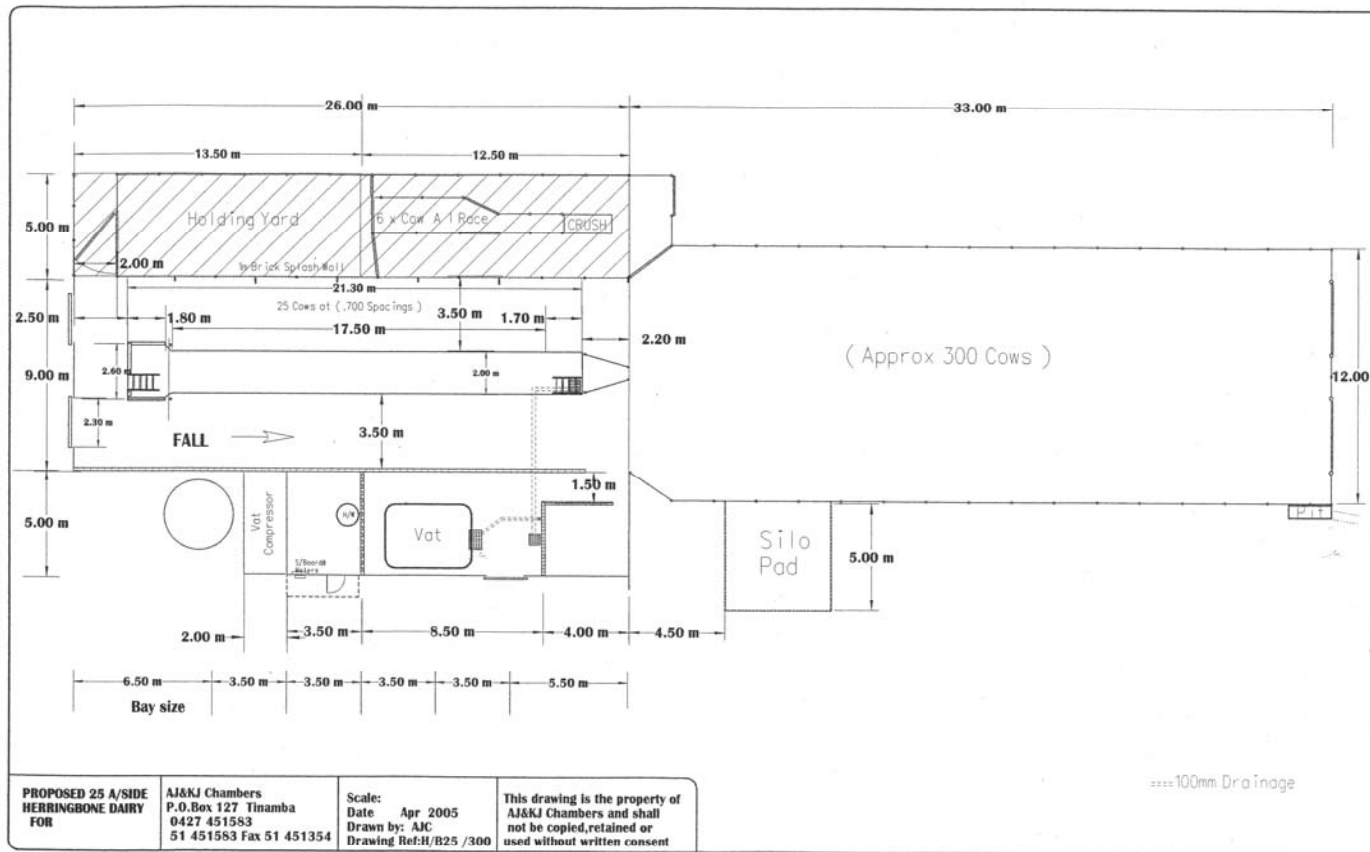 26.00 m
33.00 m
13.50 m
12.50 m
5.00 m
Holding Yard
6 x Cow A I Race
CRUSH
2.00 m
1m Brick Splash Wall
21.30 m
25 Cows at ( .700 Spacings )
2.50 m
1.80 m
3.50 m
1.70 m
17.50 m
2.20 m
( Approx 300 Cows )
9.00 m
2.60 m
2.00 m
12.00
2.30 m
FALL
3.50 m
1.50 m
5.00 m
Vat
Compressor
H/W
Vat
Pit
Silo
Pad
5.00 m
S/Board&
Meters
2.00 m
3.50 m
8.50 m
4.00 m
4.50 m
6.50 m
3.50 m
3.50 m
3.50 m
3.50 m
5.50 m
Bay size
====100mm Drainage
PROPOSED 25 A/SIDE
HERRINGBONE DAIRY
FOR
AJ&KJ Chambers
P.O.Box 127 Tinamba
0427 451583
51 451583 Fax 51 451354
Scale:
Date Apr 2005
Drawn by: AJC
Drawing Ref:H/B25 /300
This drawing is the property of
AJ&KJ Chambers and shall
not be copied,retained or
used without written consent